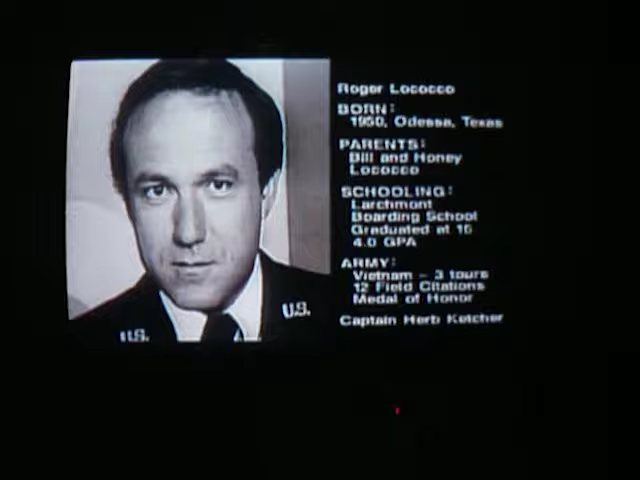 Roger Lococco
BORN:
1950, Odessa, Texas
PARENTS:
Bill and Honey
Lococco
SCHOOLING:
Larchmont
Boarding School
Graduated at 16
4.0 GPA
ARMY:
Vietnam - 3 tours
12 Field Citations
Medal of Honor
Captain Herb Ketcher
U.S.
U.S.